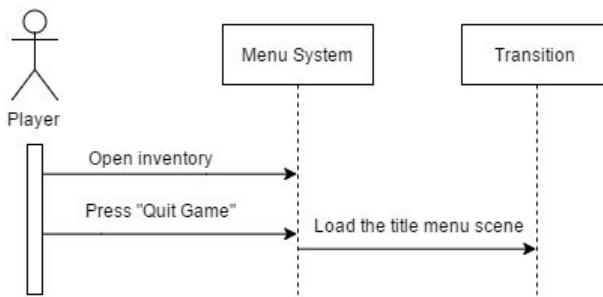 Menu System
Transition
Player
Open inventory
Press "Quit Game"
Load the title menu scene